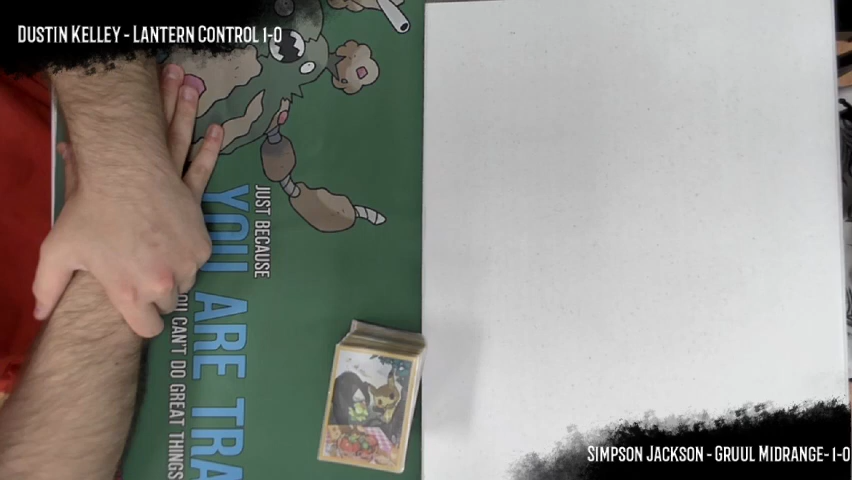 Dustin Kelley - Lantern Control 1-0
JUST BECAUSE
YOU ARE TRA
OU CAN'T DO GREAT THINGS
Simpson Jackson - Gruul Midrange- 1-0